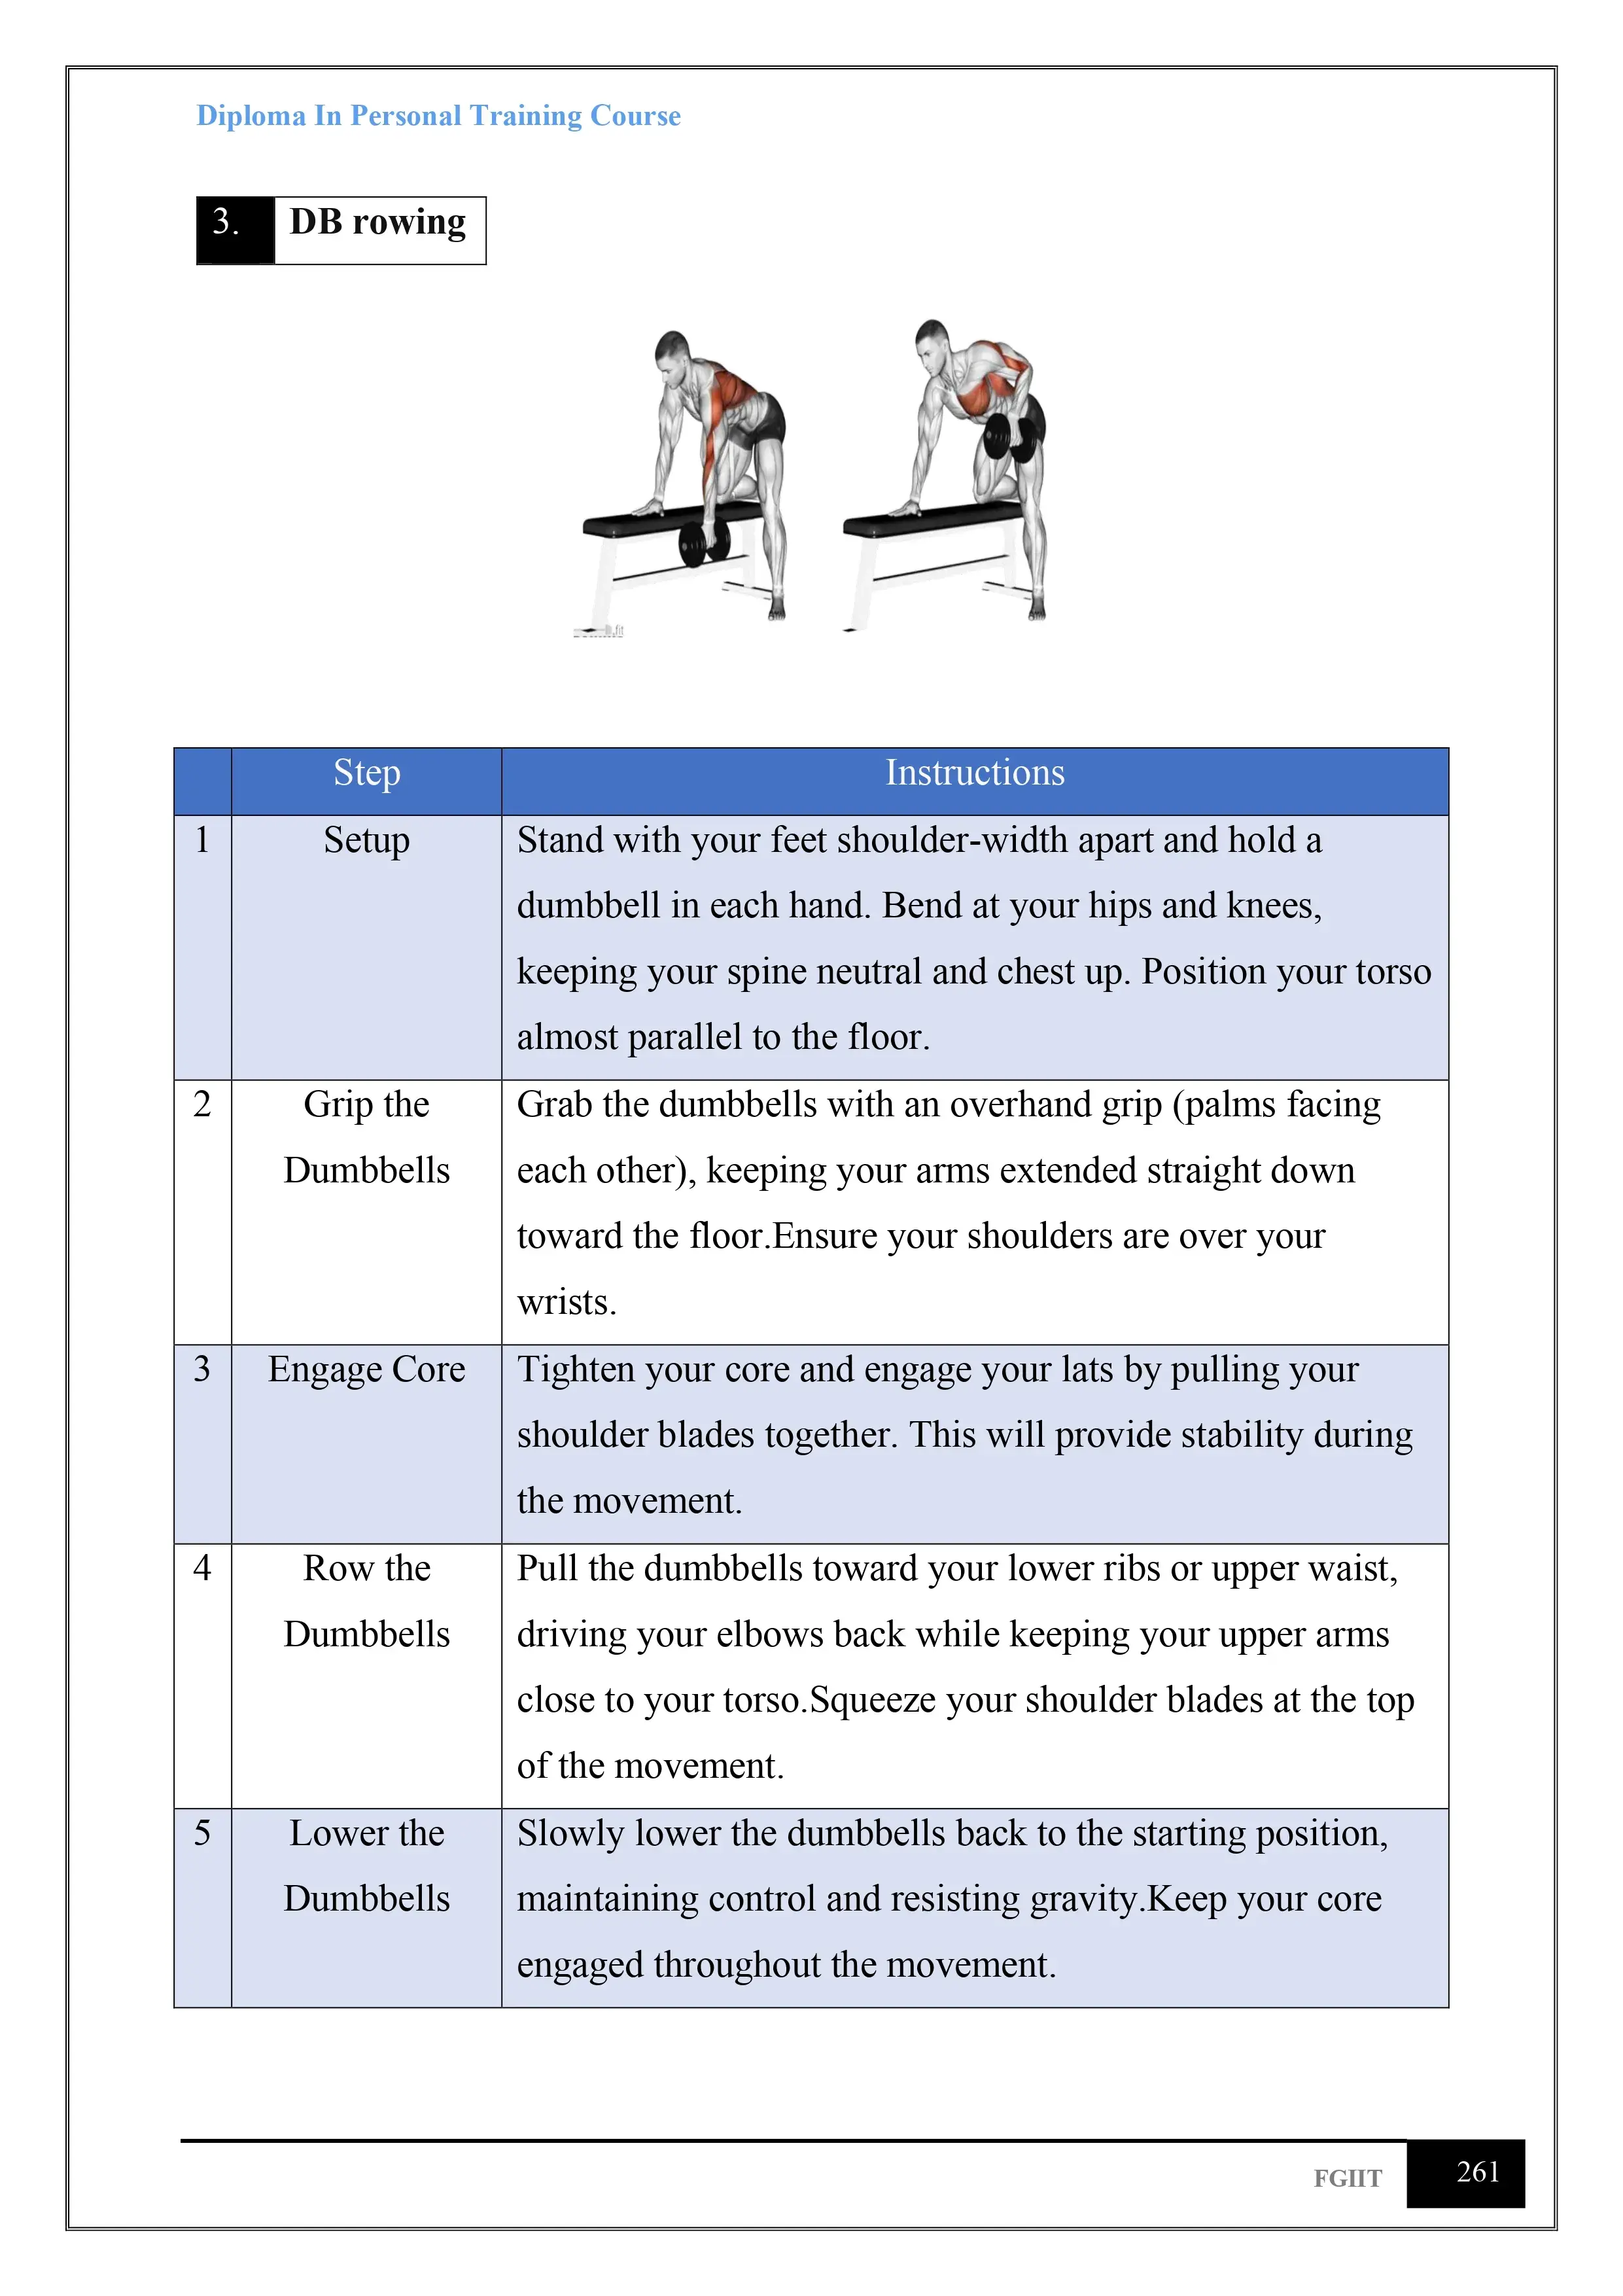 Diploma In Personal Training Course
3. DB rowing
Step Instructions
1 Setup Stand with your feet shoulder-width apart and hold a
dumbbell in each hand. Bend at your hips and knees,
keeping your spine neutral and chest up. Position your torso
almost parallel to the floor.
2 Grip the Grab the dumbbells with an overhand grip (palms facing
Dumbbells each other), keeping your arms extended straight down
toward the floor.Ensure your shoulders are over your
wrists.
3 Engage Core Tighten your core and engage your lats by pulling your
shoulder blades together. This will provide stability during
the movement.
4 Row the Pull the dumbbells toward your lower ribs or upper waist,
Dumbbells driving your elbows back while keeping your upper arms
close to your torso.Squeeze your shoulder blades at the top
of the movement.
5 Lower the Slowly lower the dumbbells back to the starting position,
Dumbbells maintaining control and resisting gravity.Keep your core
engaged throughout the movement.
FGIIT 261